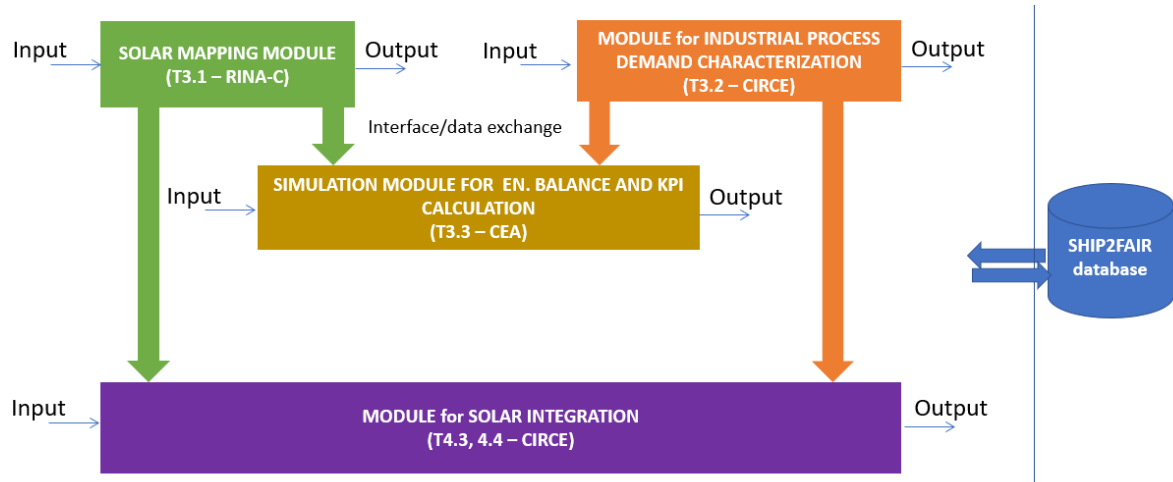 Input
SOLAR MAPPING MODULE
(T3.1 – RINA-C)
Output
Input
MODULE for INDUSTRIAL PROCESS
DEMAND CHARACTERIZATION
(T3.2 – CIRCE)
Output
Interface/data exchange
Input
SIMULATION MODULE FOR EN. BALANCE AND KPI
CALCULATION
(T3.3 – CEA)
Output
SHIP2FAIR
database
Input
MODULE for SOLAR INTEGRATION
(T4.3, 4.4 – CIRCE)
Output